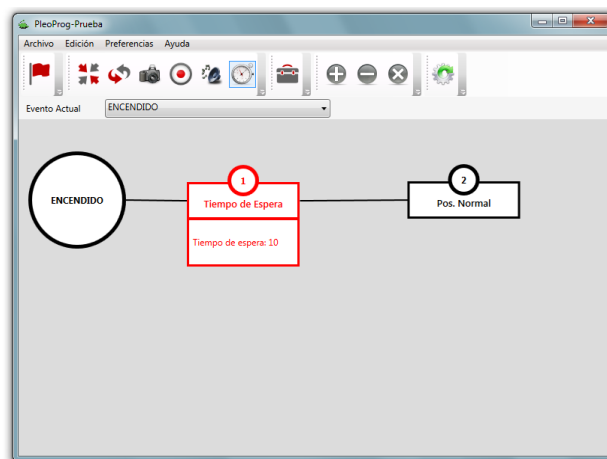 PleoProg-Prueba
Archivo Edición Preferencias Ayuda
Evento Actual ENCENDIDO
1 2
ENCENDIDO Tiempo de Espera Pos. Normal
Tiempo de espera: 10